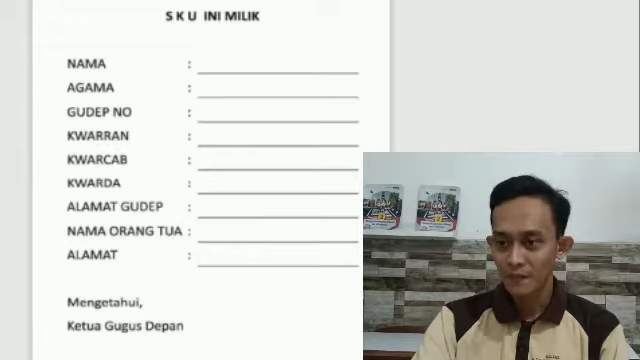 S K U INI MILIK
NAMA :
AGAMA :
GUDEP NO :
KWARRAN :
KWARCAB :
KWARDA :
ALAMAT GUDEP :
NAMA ORANG TUA :
ALAMAT :
Mengetahui,
Ketua Gugus Depan